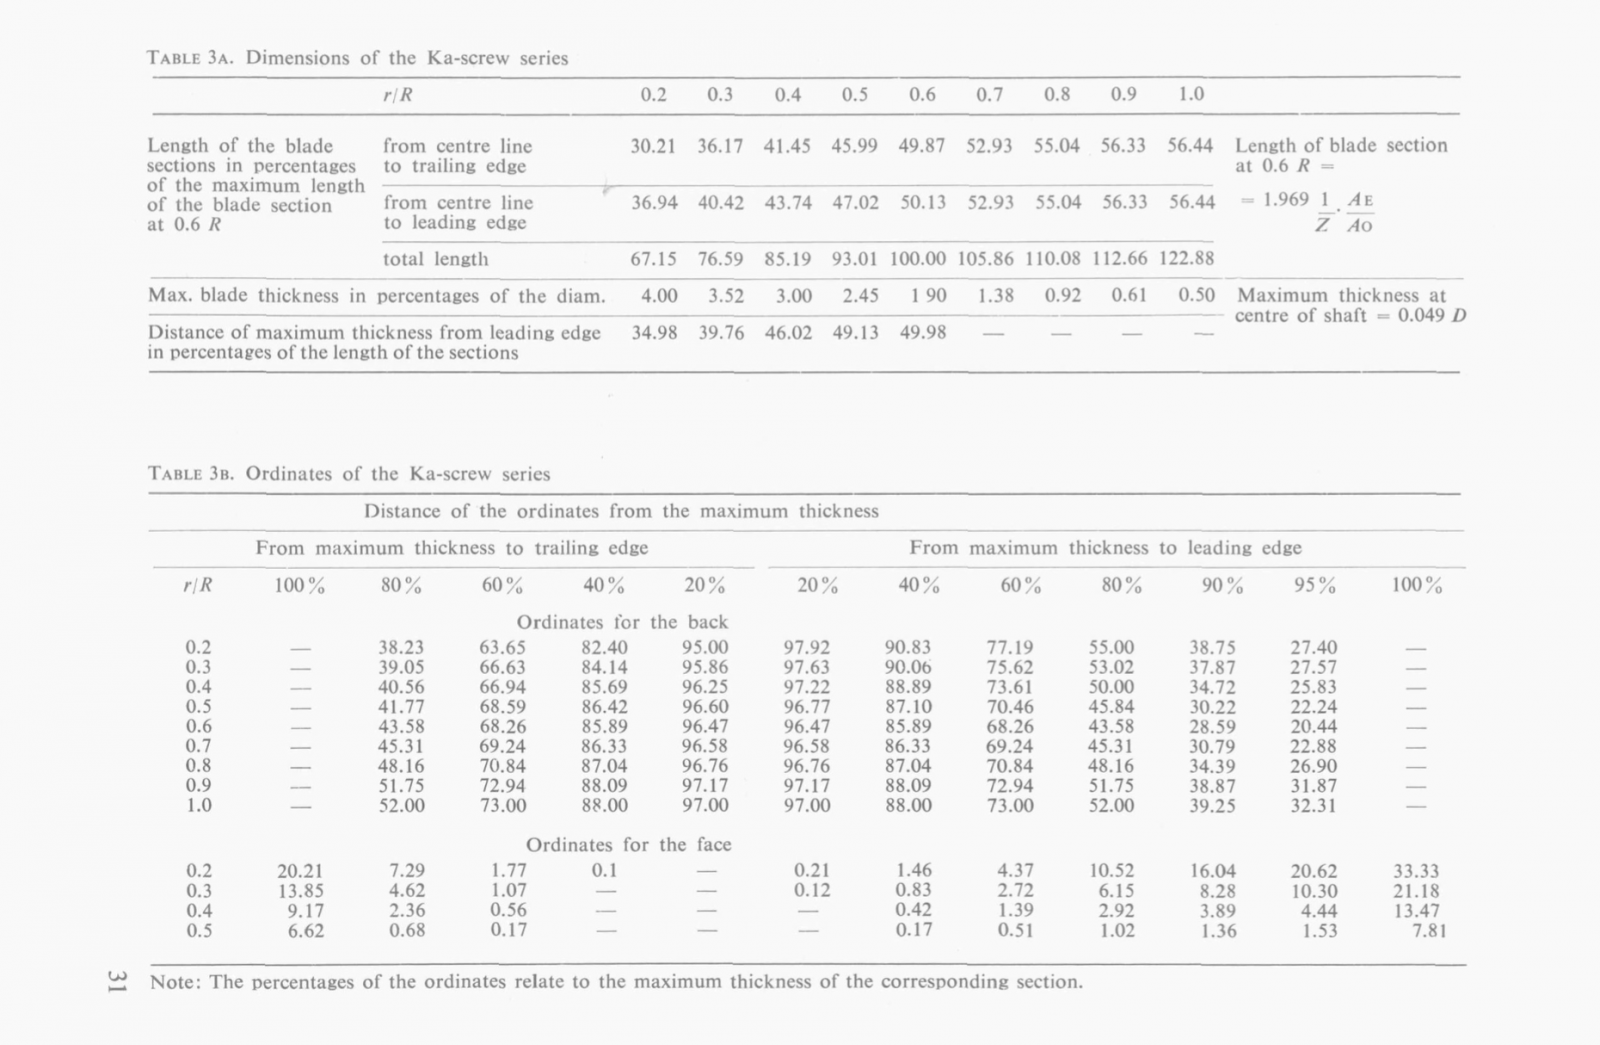 TABLE 3A. Dimensions of the Ka-screw series
r/R 0.2 0.3 0.4 0.5 0.6 0.7 0.8 0.9 1.0
Length of the blade sections in percentages of the maximum length of the blade section at 0.6 R
from centre line to trailing edge 30.21 36.17 41.45 45.99 49.87 52.93 55.04 56.33 56.44
Length of blade section at 0.6 R =
from centre line to leading edge 36.94 40.42 43.74 47.02 50.13 52.93 55.04 56.33 56.44
= 1.969 1/Z . AE/AO
total length 67.15 76.59 85.19 93.01 100.00 105.86 110.08 112.66 122.88
Max. blade thickness in percentages of the diam. 4.00 3.52 3.00 2.45 1 90 1.38 0.92 0.61 0.50
Maximum thickness at centre of shaft = 0.049 D
Distance of maximum thickness from leading edge in percentages of the length of the sections 34.98 39.76 46.02 49.13 49.98 — — — —
TABLE 3B. Ordinates of the Ka-screw series
Distance of the ordinates from the maximum thickness
From maximum thickness to trailing edge From maximum thickness to leading edge
r/R 100% 80% 60% 40% 20% 20% 40% 60% 80% 90% 95% 100%
Ordinates for the back
0.2 — 38.23 63.65 82.40 95.00 97.92 90.83 77.19 55.00 38.75 27.40 —
0.3 — 39.05 66.63 84.14 95.86 97.63 90.06 75.62 53.02 37.87 27.57 —
0.4 — 40.56 66.94 85.69 96.25 97.22 88.89 73.61 50.00 34.72 25.83 —
0.5 — 41.77 68.59 86.42 96.60 96.77 87.10 70.46 45.84 30.22 22.24 —
0.6 — 43.58 68.26 85.89 96.47 96.47 85.89 68.26 43.58 28.59 20.44 —
0.7 — 45.31 69.24 86.33 96.58 96.58 86.33 69.24 45.31 30.79 22.88 —
0.8 — 48.16 70.84 87.04 96.76 96.76 87.04 70.84 48.16 34.39 26.90 —
0.9 — 51.75 72.94 88.09 97.17 97.17 88.09 72.94 51.75 38.87 31.87 —
1.0 — 52.00 73.00 88.00 97.00 97.00 88.00 73.00 52.00 39.25 32.31 —
Ordinates for the face
0.2 20.21 7.29 1.77 0.1 — 0.21 1.46 4.37 10.52 16.04 20.62 33.33
0.3 13.85 4.62 1.07 — — 0.12 0.83 2.72 6.15 8.28 10.30 21.18
0.4 9.17 2.36 0.56 — — — 0.42 1.39 2.92 3.89 4.44 13.47
0.5 6.62 0.68 0.17 — — — 0.17 0.51 1.02 1.36 1.53 7.81
Note: The percentages of the ordinates relate to the maximum thickness of the corresponding section.
31